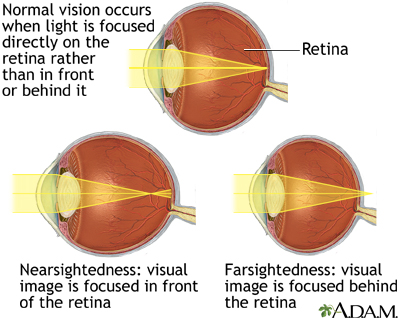 Normal vision occurs
when light is focused
directly on the
retina rather
than in front
or behind it
Retina
Nearsightedness: visual
image is focused in front
of the retina
Farsightedness: visual
image is focused behind
the retina
A.D.A.M.